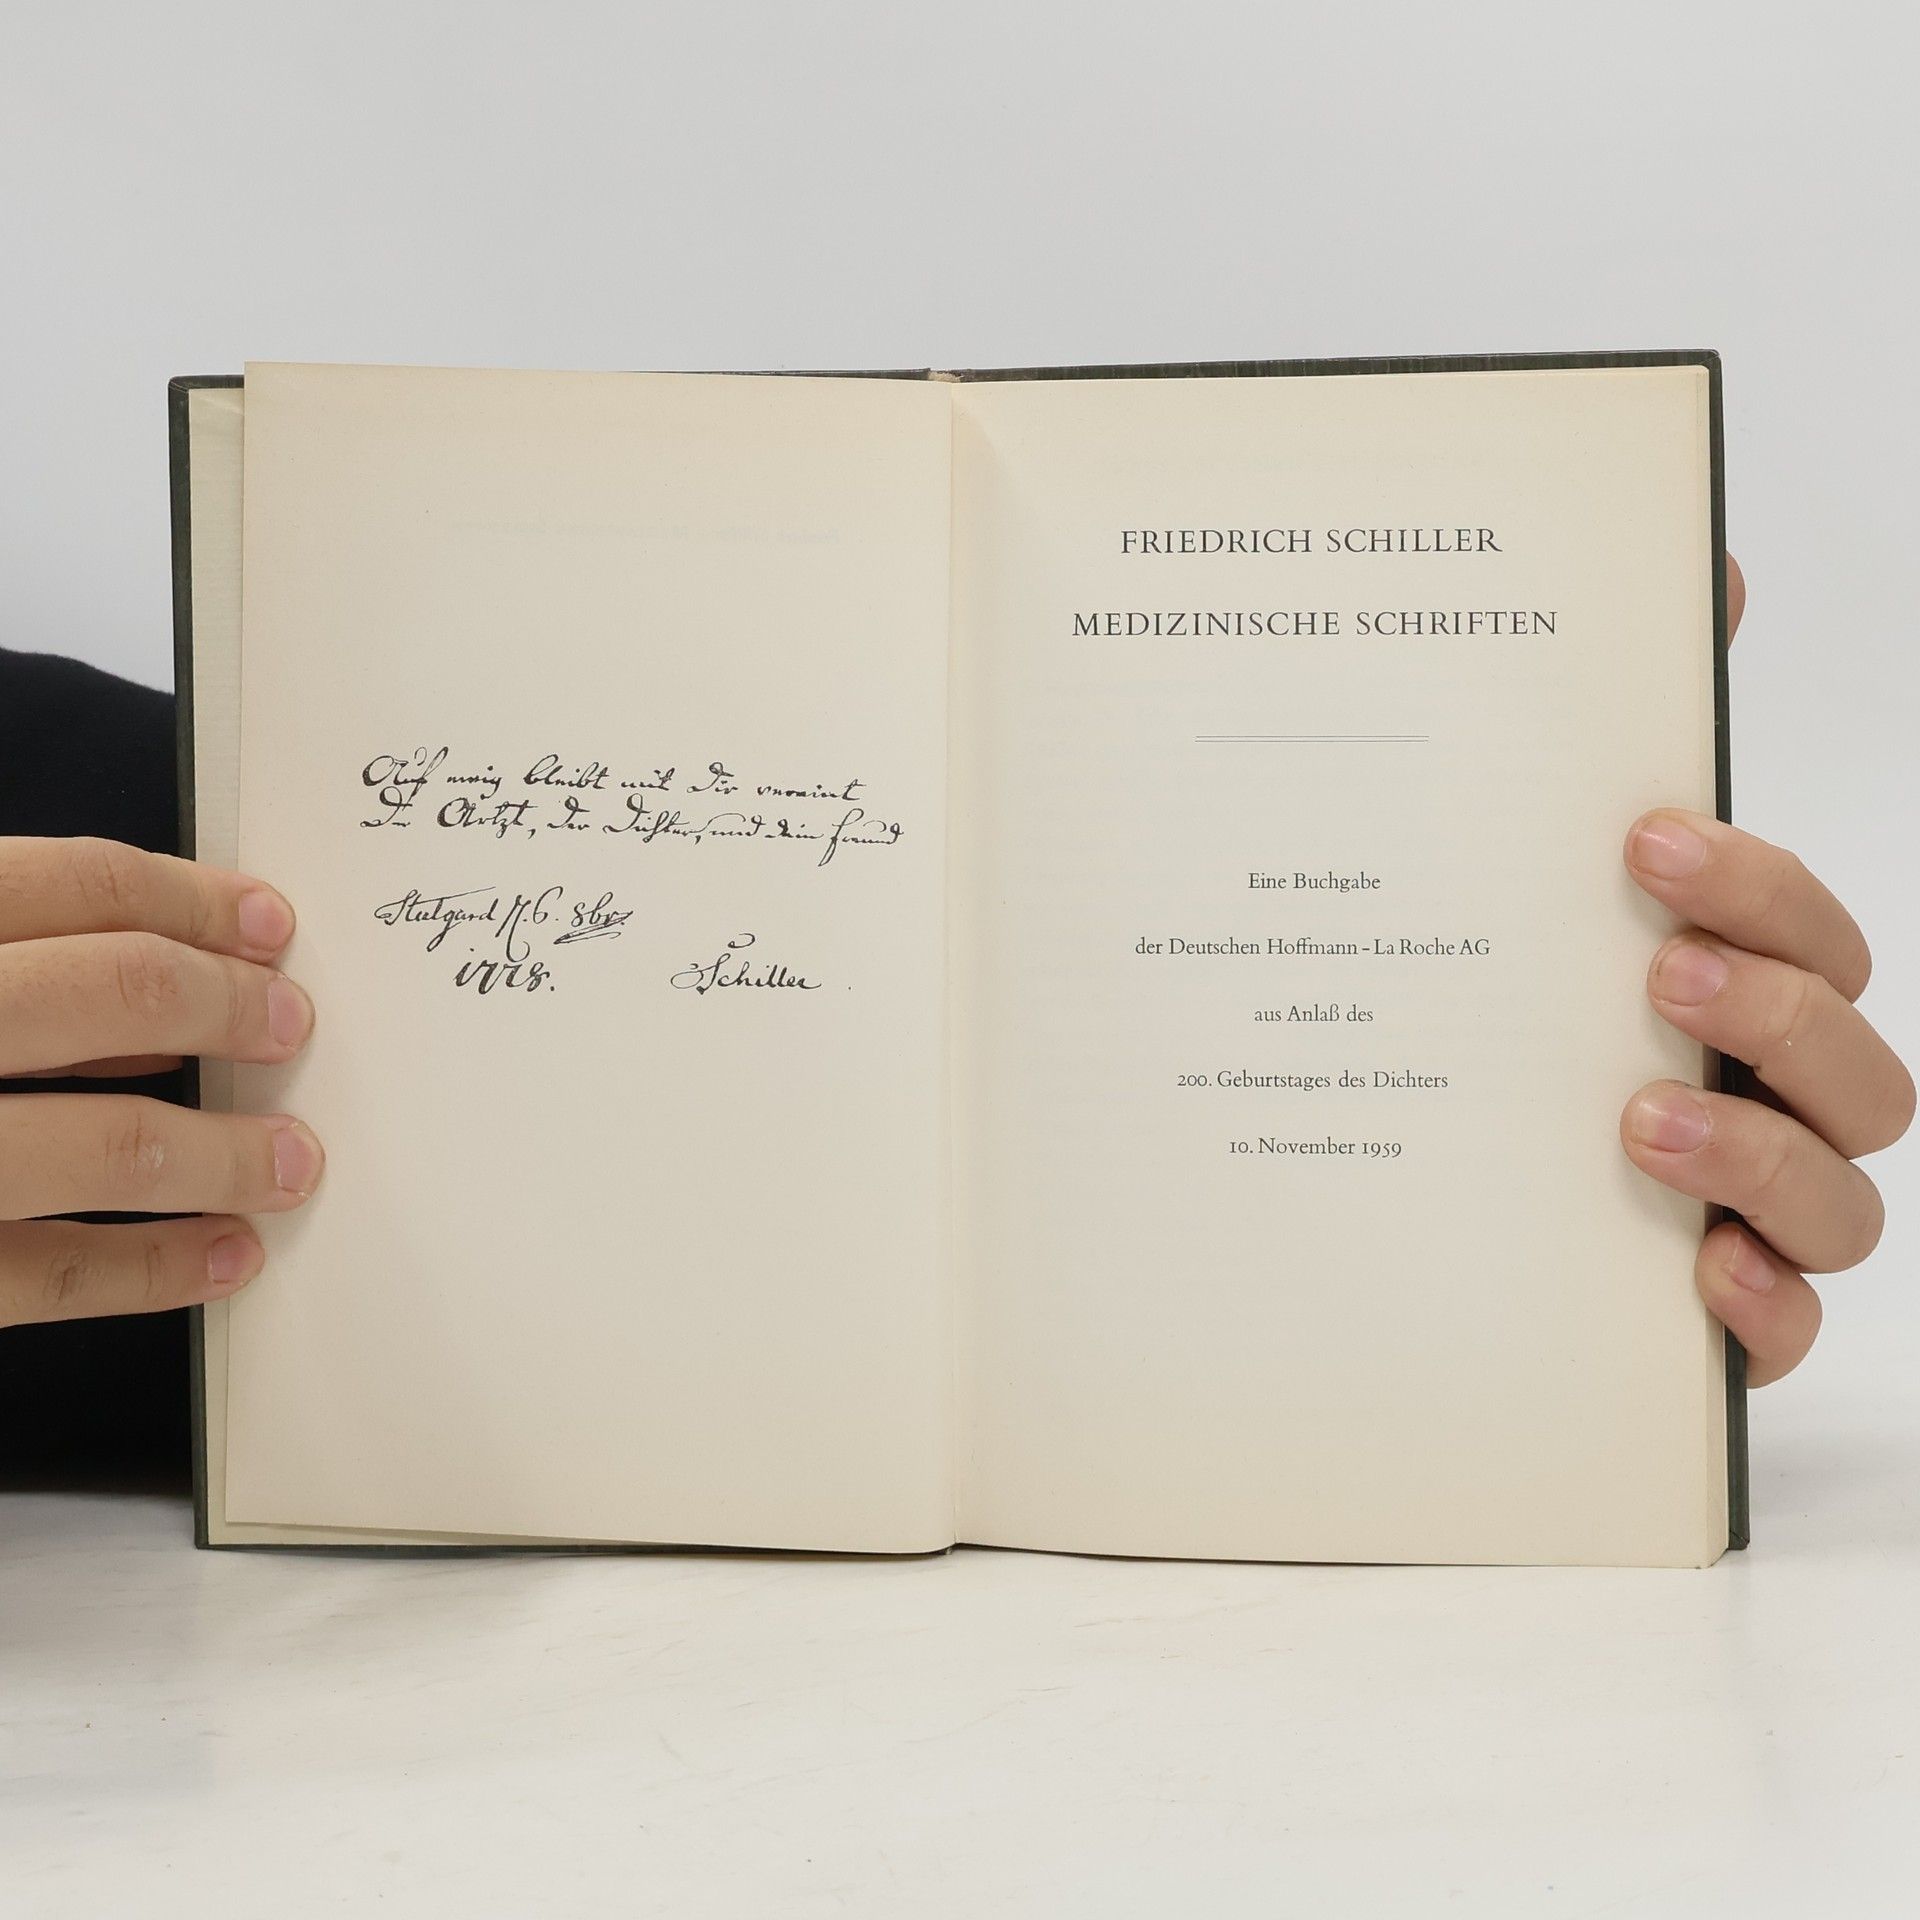 Auf ewig bleibt mit Dir vereint
Der Artzt, der Dichter, und dein Freund
Stutgard 6. 8br.
1778.
Schiller
FRIEDRICH SCHILLER
MEDIZINISCHE SCHRIFTEN
Eine Buchgabe
der Deutschen Hoffmann-La Roche AG
aus Anlaß des
200. Geburtstages des Dichters
10. November 1959